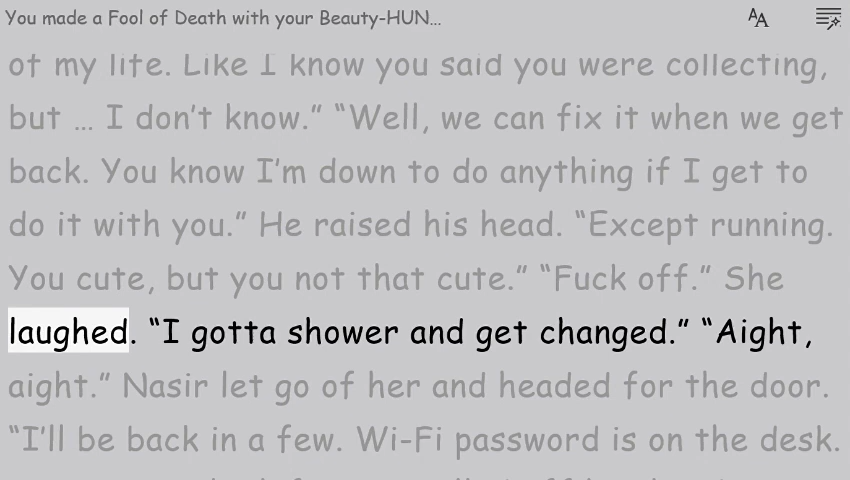 You made a Fool of Death with your Beauty-HUN...
AA
of my life. Like I know you said you were collecting,
but … I don’t know.” “Well, we can fix it when we get
back. You know I’m down to do anything if I get to
do it with you.” He raised his head. “Except running.
You cute, but you not that cute.” “Fuck off.” She
laughed. “I gotta shower and get changed.” “Aight,
aight.” Nasir let go of her and headed for the door.
“I’ll be back in a few. Wi-Fi password is on the desk.